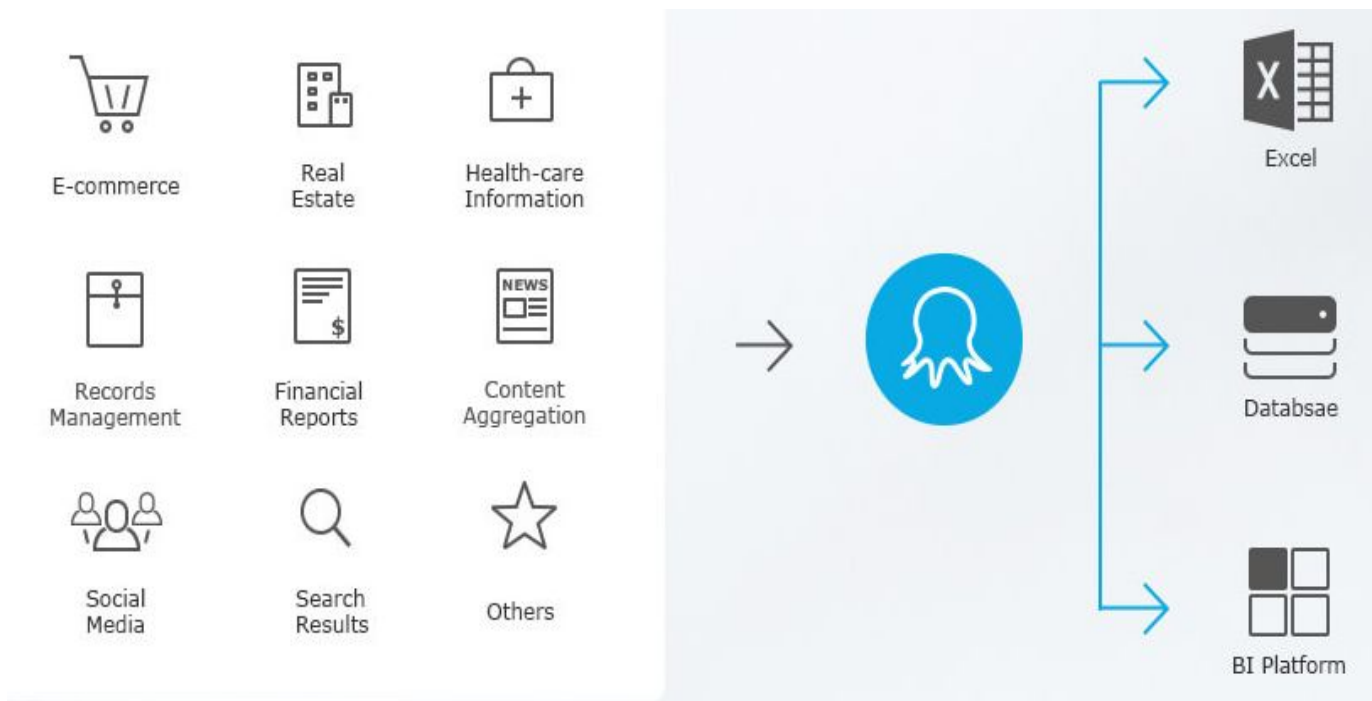 E-commerce
Real
Estate
Health-care
Information
Records
Management
Financial
Reports
$
NEWS
Content
Aggregation
Social
Media
Search
Results
Others
X
Excel
Databsae
BI Platform